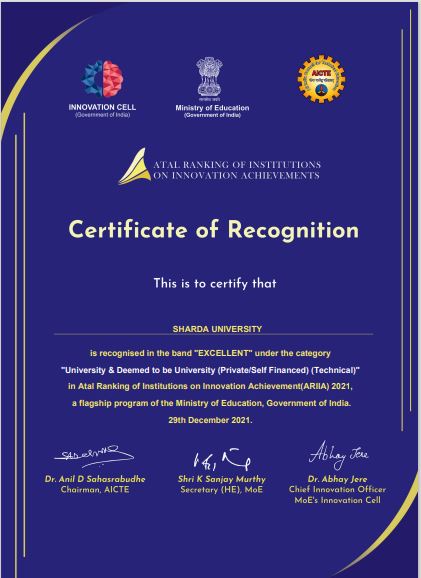 INNOVATION CELL
(Government of India)
सत्यमेव जयते
Ministry of Education
(Government of India)
AICTE
ATAL RANKING OF INSTITUTIONS
ON INNOVATION ACHIEVEMENTS
Certificate of Recognition
This is to certify that
SHARDA UNIVERSITY
is recognised in the band "EXCELLENT" under the category
"University & Deemed to be University (Private/Self Financed) (Technical)"
in Atal Ranking of Institutions on Innovation Achievement(ARIIA) 2021,
a flagship program of the Ministry of Education, Government of India.
29th December 2021.
Abhay Jere
Dr. Anil D Sahasrabudhe
Chairman, AICTE
Shri K Sanjay Murthy
Secretary (HE), MoE
Dr. Abhay Jere
Chief Innovation Officer
MoE's Innovation Cell